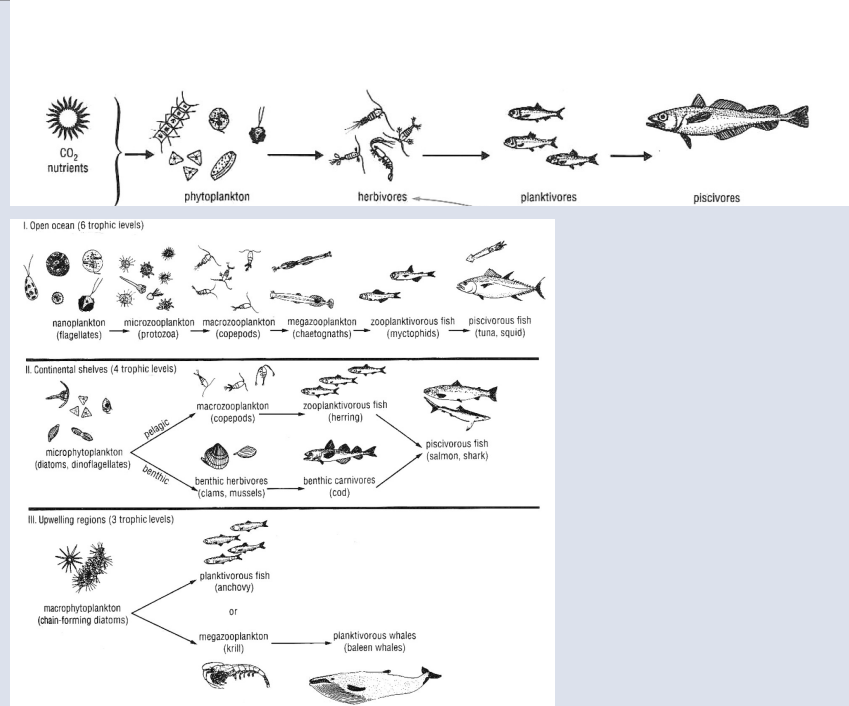 CO2
nutrients
phytoplankton
herbivores
planktivores
piscivores
I. Open ocean (6 trophic levels)
nanoplankton
(flagellates)
microzooplankton
(protozoa)
macrozooplankton
(copepods)
megazooplankton
(chaetognaths)
zooplanktivorous fish
(myctophids)
piscivorous fish
(tuna, squid)
II. Continental shelves (4 trophic levels)
microphytoplankton
(diatoms, dinoflagellates)
pelagic
benthic
macrozooplankton
(copepods)
zooplanktivorous fish
(herring)
benthic herbivores
(clams, mussels)
benthic carnivores
(cod)
piscivorous fish
(salmon, shark)
III. Upwelling regions (3 trophic levels)
macrophytoplankton
(chain-forming diatoms)
planktivorous fish
(anchovy)
or
megazooplankton
(krill)
planktivorous whales
(baleen whales)